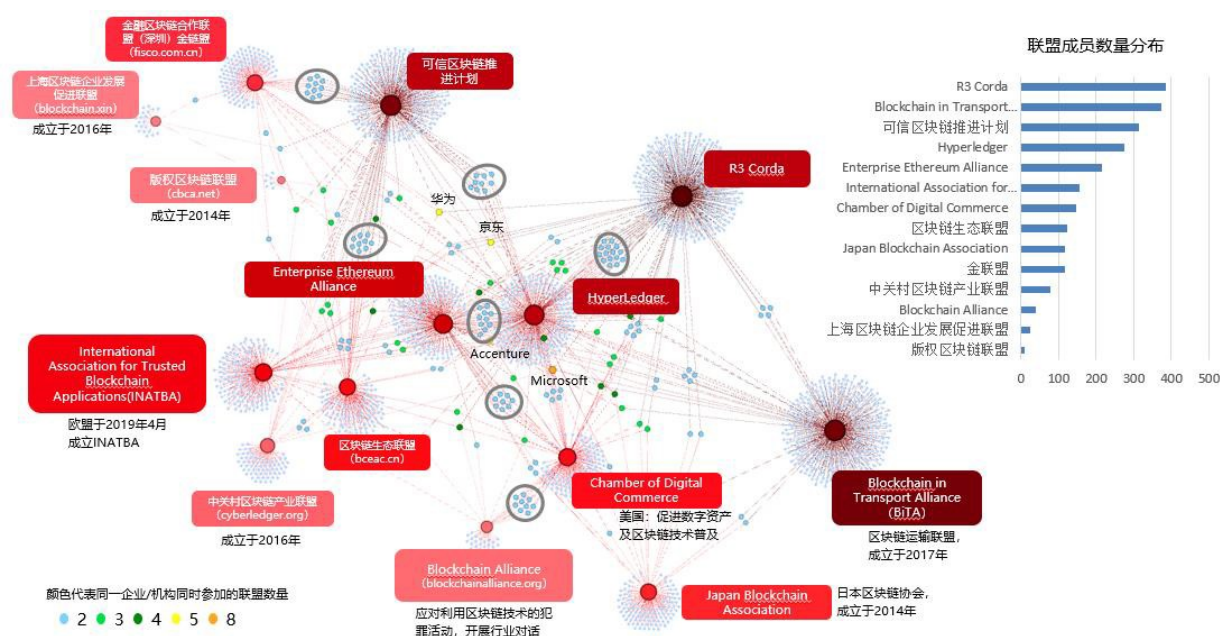 金融区块链合作联
盟（深圳）金链盟
(fisco.com.cn)
上海区块链企业发展
促进联盟
(blockchain.xin)
成立于2016年
可信区块链推
进计划
版权区块链联盟
(cbca.net)
成立于2014年
华为
京东
R3 Corda
Enterprise Ethereum
Alliance
HyperLedger
Accenture
Microsoft
International
Association for Trusted
Blockchain
Applications(INATBA)
欧盟于2019年4月
成立INATBA
区块链生态联盟
(bceac.cn)
中关村区块链产业联盟
(cyberledger.org)
成立于2016年
Chamber of Digital
Commerce
美国：促进数字资产
及区块链技术普及
Blockchain in
Transport Alliance
(BiTA)
区块链运输联盟，
成立于2017年
Blockchain Alliance
(blockchainalliance.org)
应对利用区块链技术的犯
罪活动，开展行业对话
Japan Blockchain
Association
日本区块链协会，
成立于2014年
颜色代表同一企业/机构同时参加的联盟数量
2 3 4 5 8
联盟成员数量分布
R3 Corda
Blockchain in Transport...
可信区块链推进计划
Hyperledger
Enterprise Ethereum Alliance
International Association for...
Chamber of Digital Commerce
区块链生态联盟
Japan Blockchain Association
金联盟
中关村区块链产业联盟
Blockchain Alliance
上海区块链企业发展促进联盟
版权区块链联盟
0 100 200 300 400 500